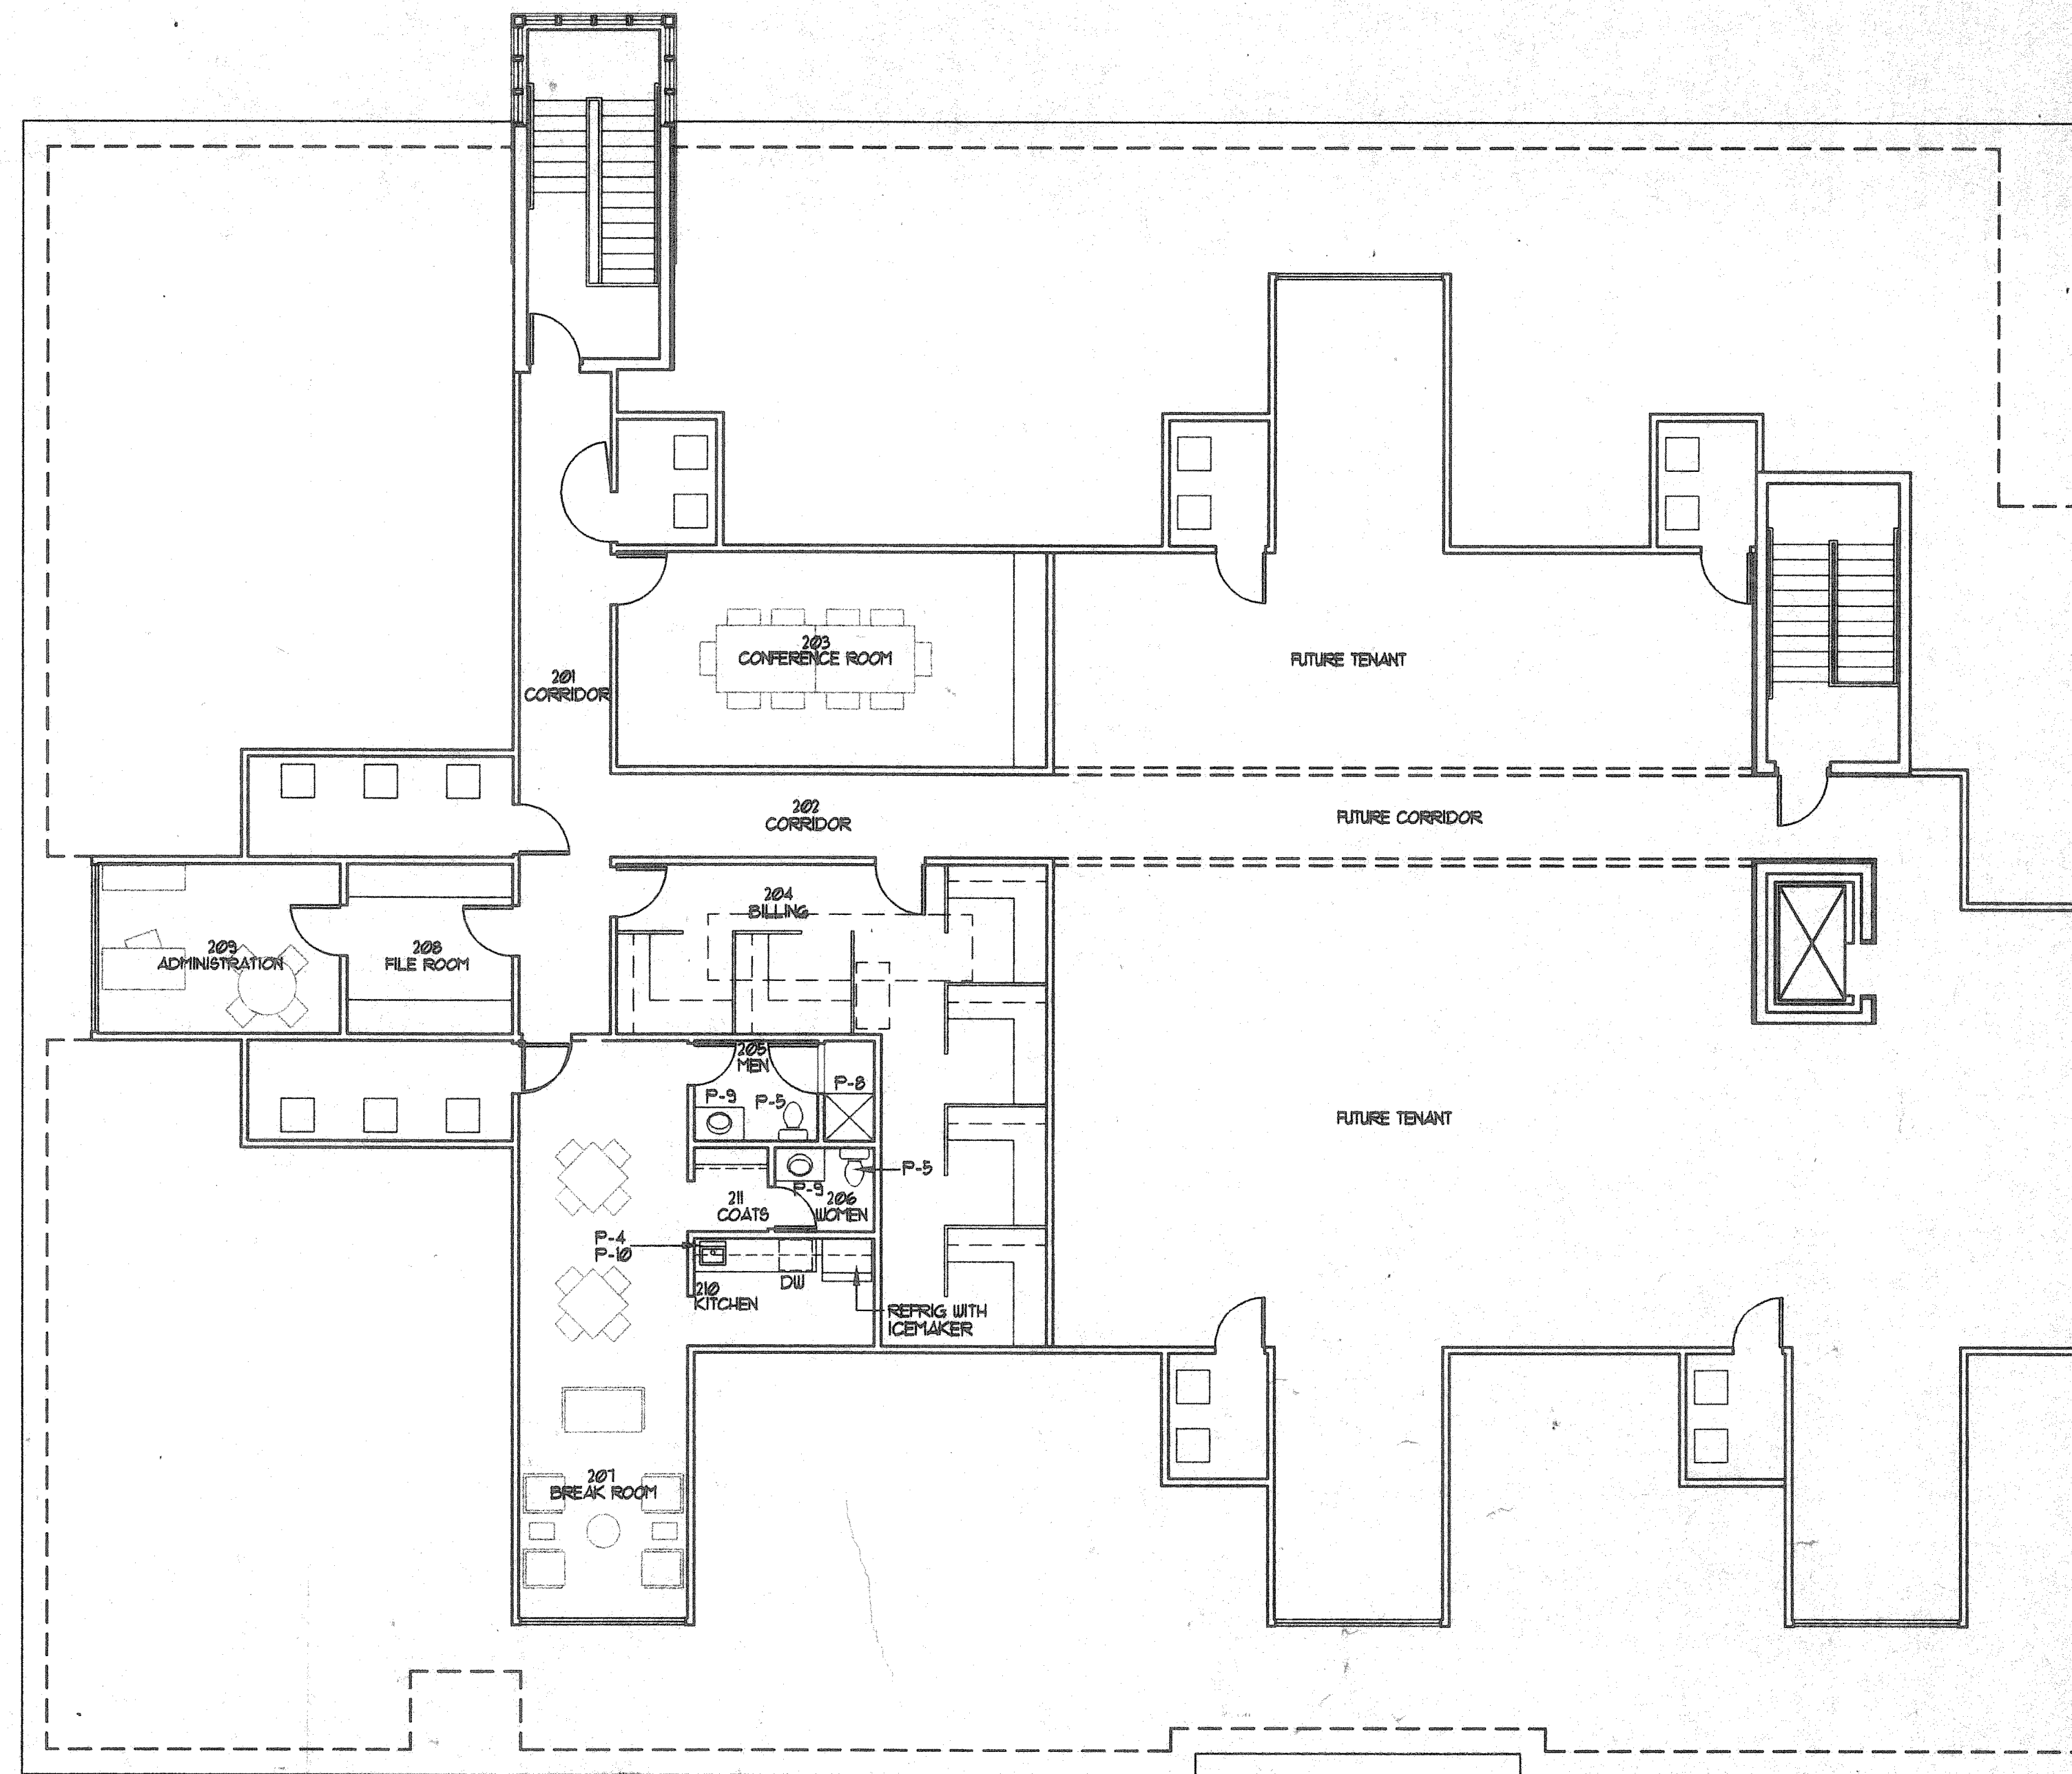 203
CONFERENCE ROOM
FUTURE TENANT
201
CORRIDOR
202
CORRIDOR
FUTURE CORRIDOR
204
BILLING
209
ADMINISTRATION
208
FILE ROOM
205
MEN
P-8
P-9
P-5
FUTURE TENANT
P-5
P-9
206
WOMEN
211
COATS
P-4
P-10
DW
210
KITCHEN
REFRIG WITH
ICEMAKER
207
BREAK ROOM